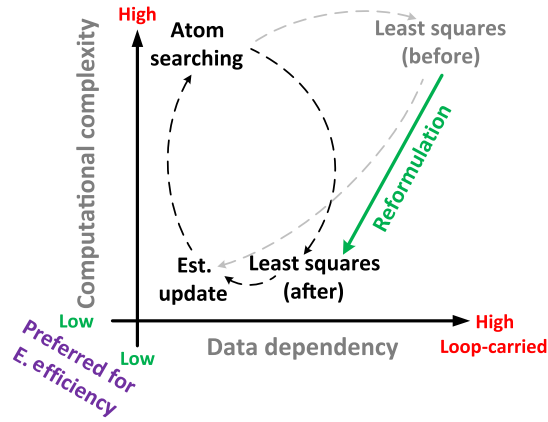 High
Atom
searching
Least squares
(before)
Computational complexity
Reformulation
Est.
update
Least squares
(after)
Low
Low
Preferred for
E. efficiency
Data dependency
High
Loop-carried